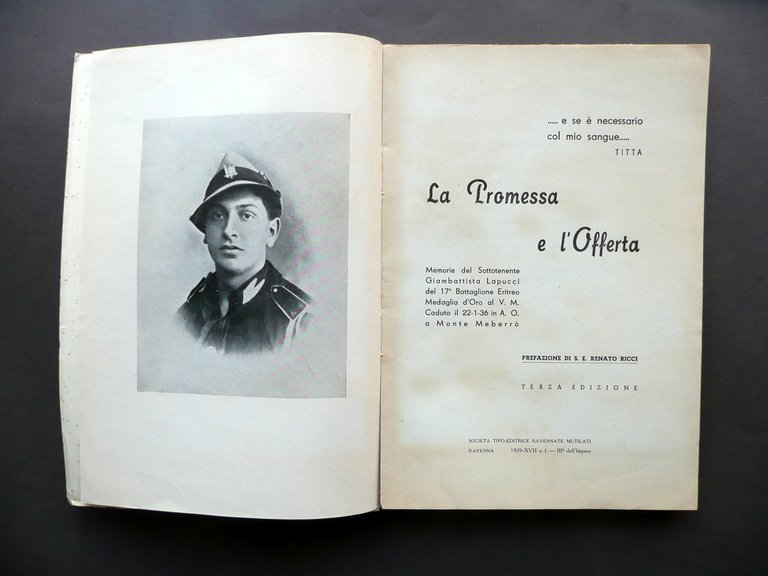 ..... e se è necessario
col mio sangue.....
TITTA
La Promessa
e l'Offerta
Memorie del Sottotenente
Giambattista Lapucci
del 17° Battaglione Eritreo
Medaglia d'Oro al V. M.
Caduto il 22-1-36 in A. O.
a Monte Meberrò
PREFAZIONE DI S. E. RENATO RICCI
TERZA EDIZIONE
SOCIETÀ TIPO-EDITRICE RAVENNATE MUTILATI
RAVENNA 1939-XVII e. f. — III° dell'Impero